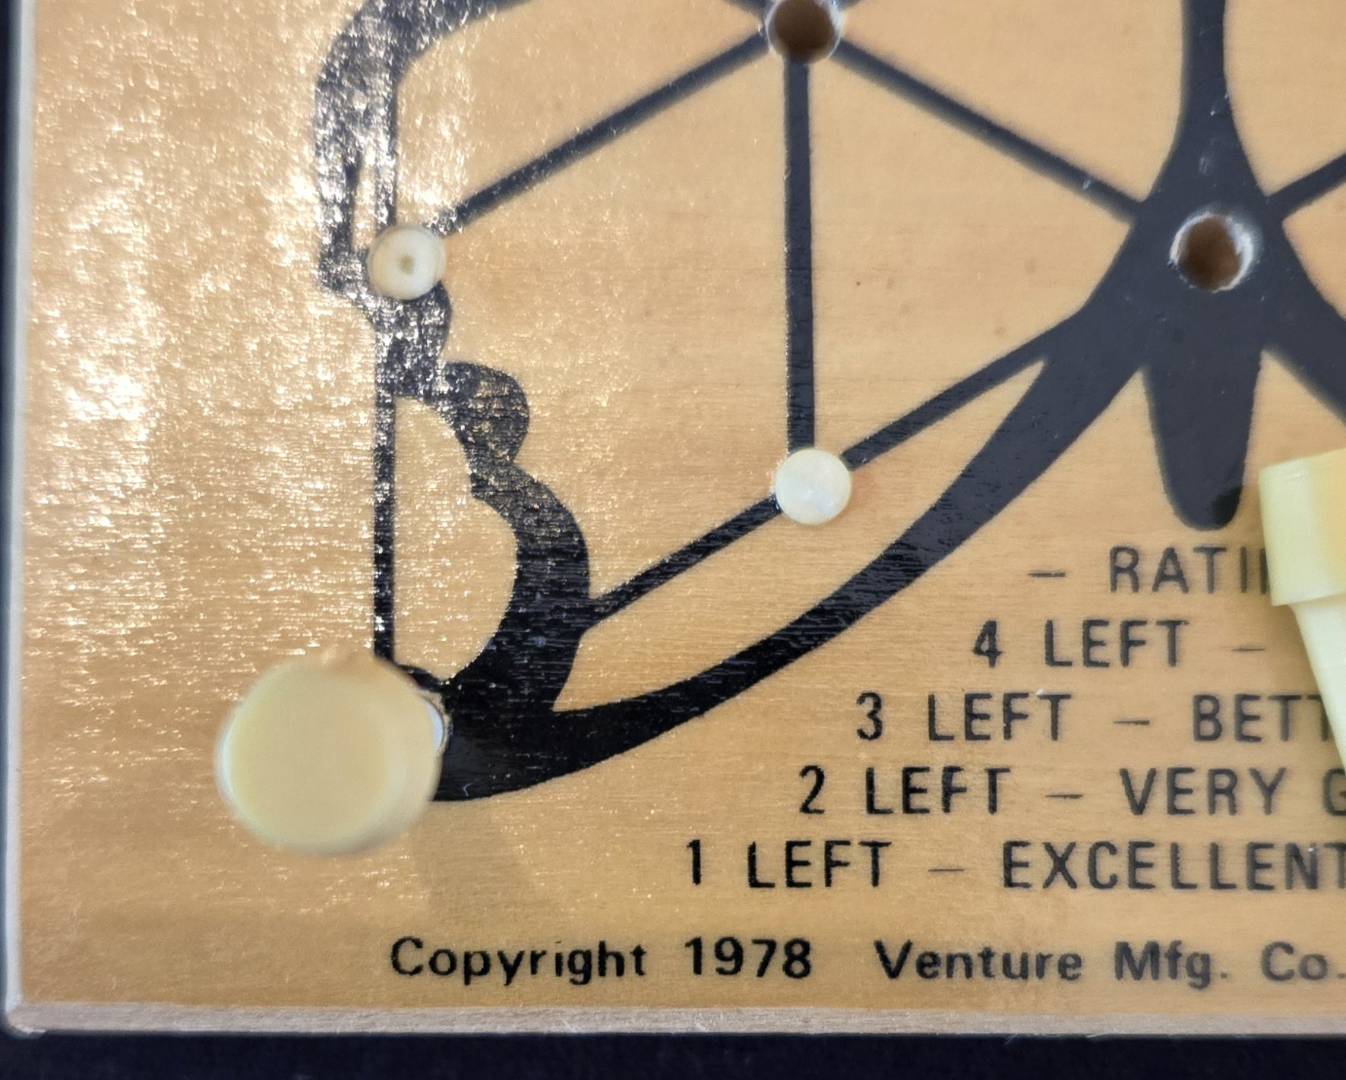 — RATI
4 LEFT —
3 LEFT — BETT
2 LEFT — VERY G
1 LEFT — EXCELLENT
Copyright 1978 Venture Mfg. Co.